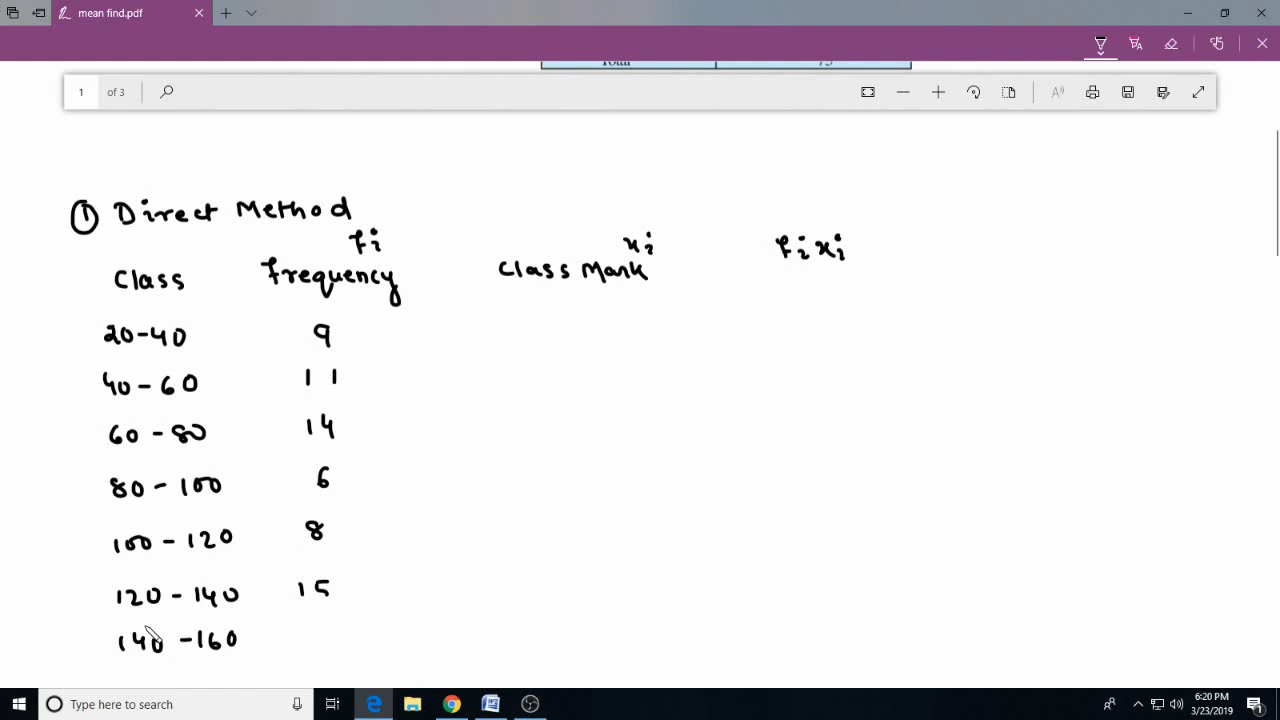 mean find.pdf
Total 75
1 of 3
① Direct Method
fi xi fixi
Class Frequency Class Mark
20-40 9
40-60 11
60-80 14
80-100 6
100-120 8
120-140 15
140-160
Type here to search
6:20 PM
3/23/2019